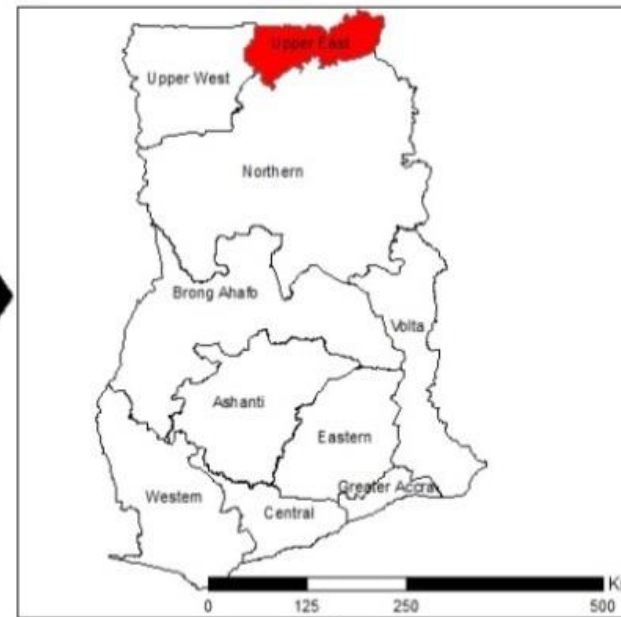 Upper East
Upper West
Northern
Brong Ahafo
Volta
Ashanti
Eastern
Greater Accra
Western
Central
0 125 250 500